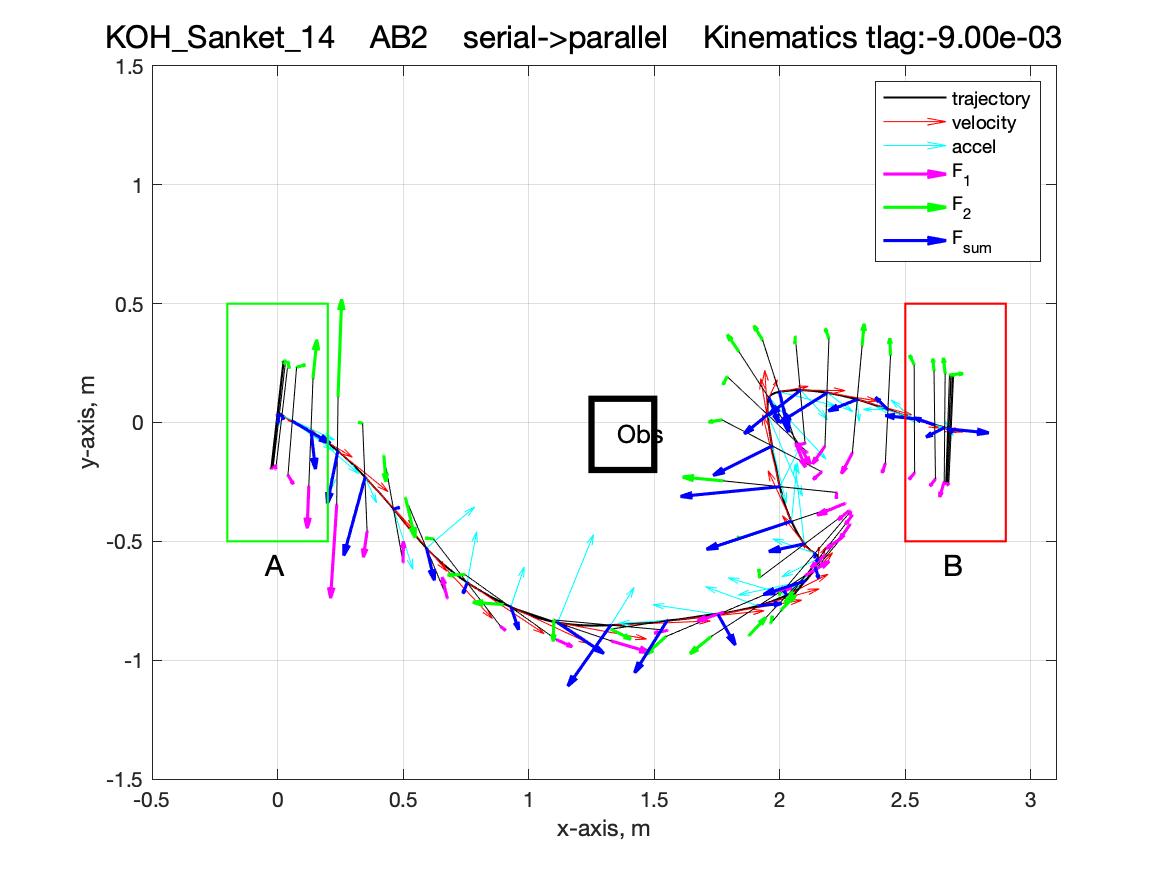 KOH_Sanket_14 AB2 serial->parallel Kinematics tlag:-9.00e-03
1.5
1
0.5
0
-0.5
-1
-1.5
y-axis, m
trajectory
velocity
accel
F1
F2
Fsum
Obs
A
B
-0.5 0 0.5 1 1.5 2 2.5 3
x-axis, m